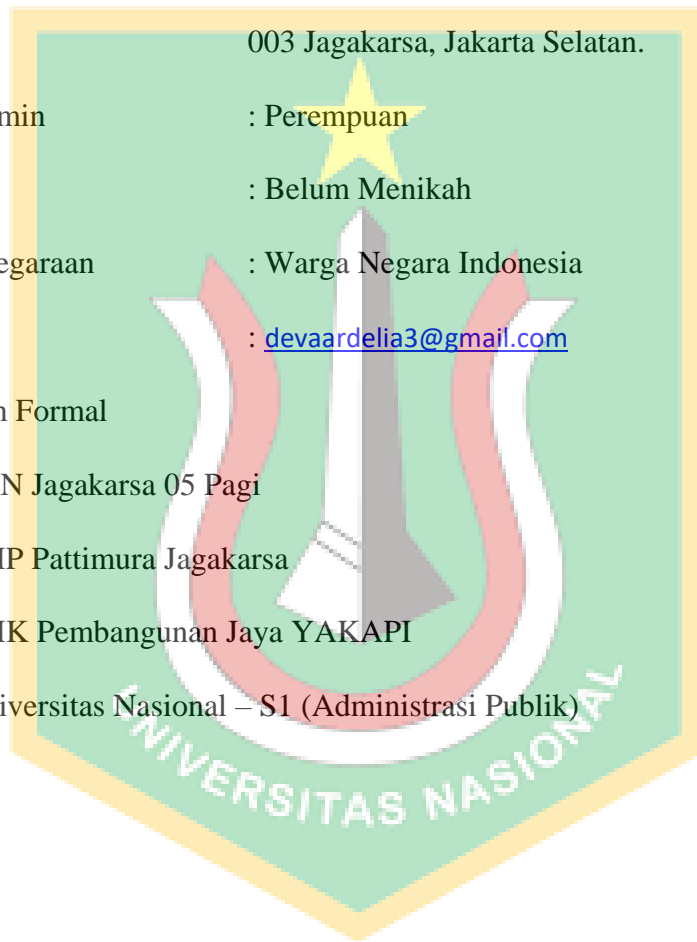 003 Jagakarsa, Jakarta Selatan.
min : Perempuan
: Belum Menikah
egaraan : Warga Negara Indonesia
: devaardelia3@gmail.com
n Formal
N Jagakarsa 05 Pagi
IP Pattimura Jagakarsa
IK Pembangunan Jaya YAKAPI
iversitas Nasional – S1 (Administrasi Publik)
UNIVERSITAS NASIONAL